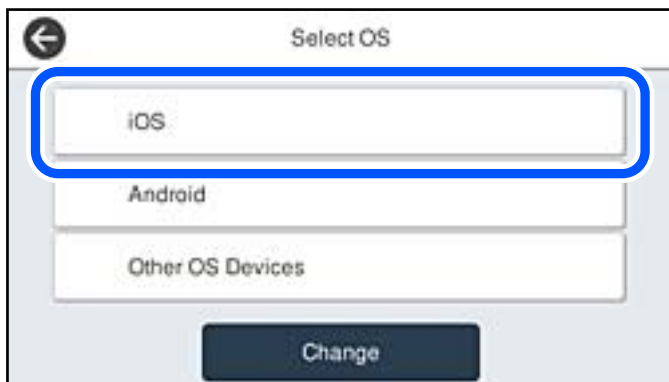 Select OS
iOS
Android
Other OS Devices
Change